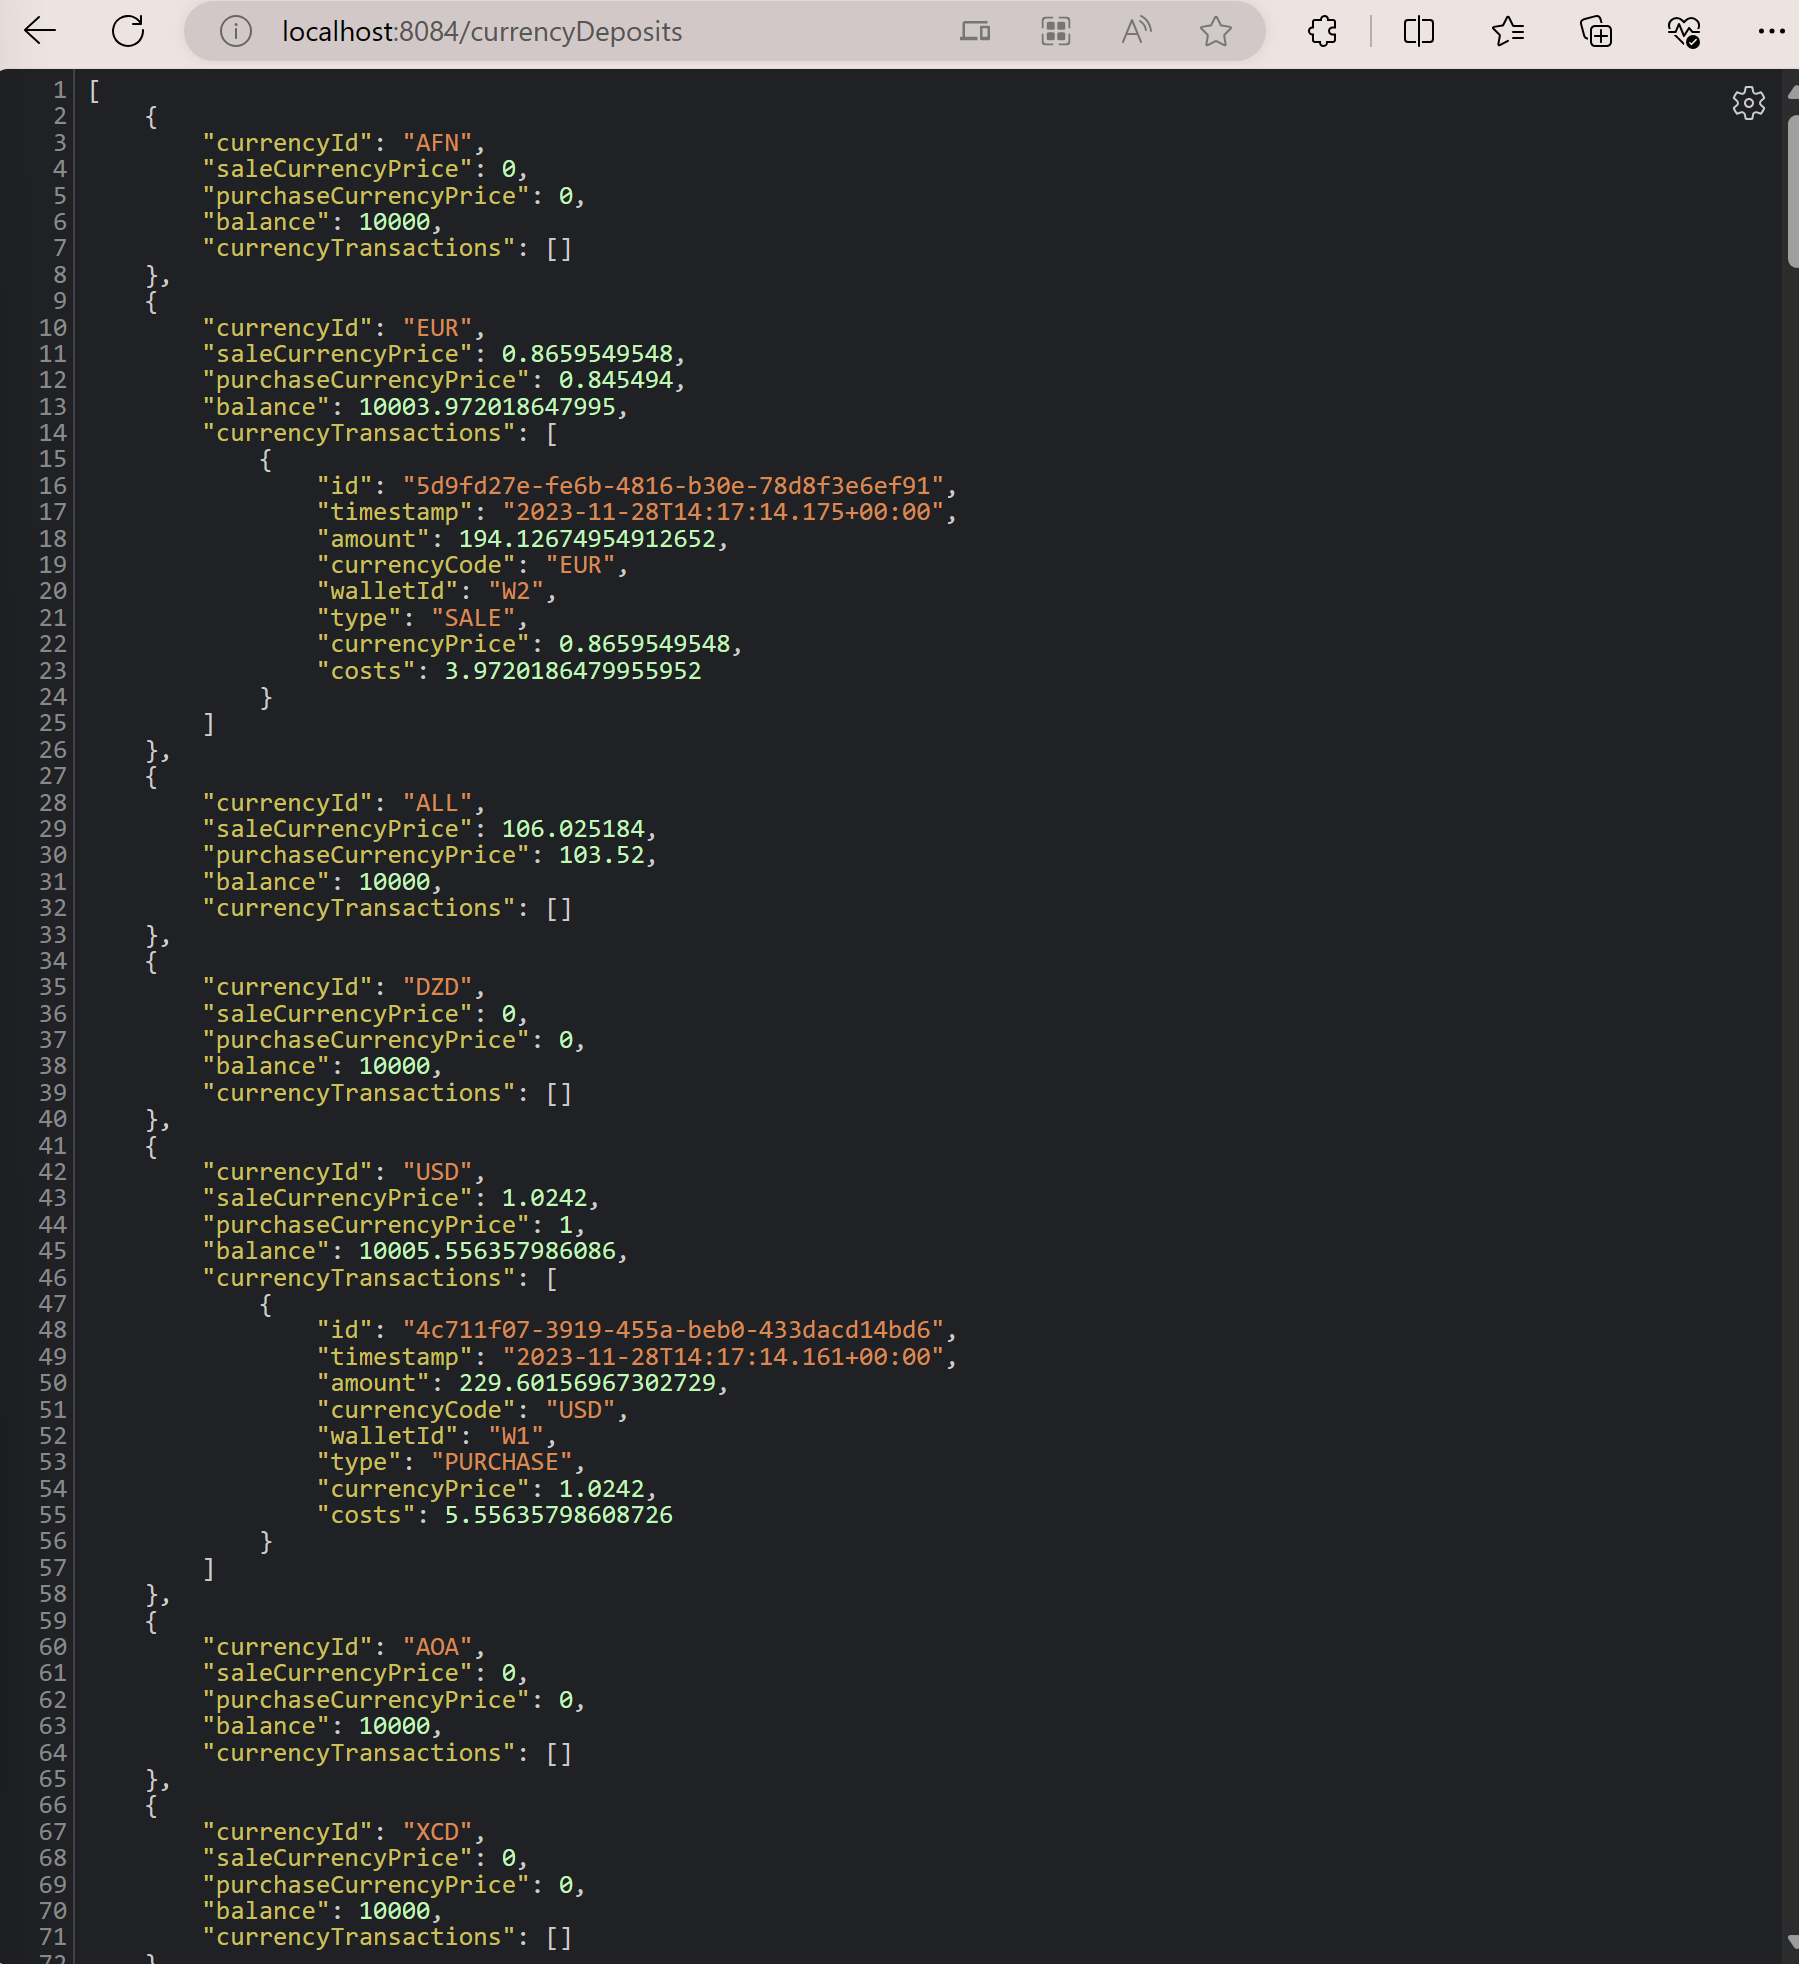 localhost:8084/currencyDeposits
1 [
2     {
3         "currencyId": "AFN",
4         "saleCurrencyPrice": 0,
5         "purchaseCurrencyPrice": 0,
6         "balance": 10000,
7         "currencyTransactions": []
8     },
9     {
10         "currencyId": "EUR",
11         "saleCurrencyPrice": 0.8659549548,
12         "purchaseCurrencyPrice": 0.845494,
13         "balance": 10003.972018647995,
14         "currencyTransactions": [
15             {
16                 "id": "5d9fd27e-fe6b-4816-b30e-78d8f3e6ef91",
17                 "timestamp": "2023-11-28T14:17:14.175+00:00",
18                 "amount": 194.12674954912652,
19                 "currencyCode": "EUR",
20                 "walletId": "W2",
21                 "type": "SALE",
22                 "currencyPrice": 0.8659549548,
23                 "costs": 3.9720186479955952
24             }
25         ]
26     },
27     {
28         "currencyId": "ALL",
29         "saleCurrencyPrice": 106.025184,
30         "purchaseCurrencyPrice": 103.52,
31         "balance": 10000,
32         "currencyTransactions": []
33     },
34     {
35         "currencyId": "DZD",
36         "saleCurrencyPrice": 0,
37         "purchaseCurrencyPrice": 0,
38         "balance": 10000,
39         "currencyTransactions": []
40     },
41     {
42         "currencyId": "USD",
43         "saleCurrencyPrice": 1.0242,
44         "purchaseCurrencyPrice": 1,
45         "balance": 10005.556357986086,
46         "currencyTransactions": [
47             {
48                 "id": "4c711f07-3919-455a-beb0-433dacd14bd6",
49                 "timestamp": "2023-11-28T14:17:14.161+00:00",
50                 "amount": 229.60156967302729,
51                 "currencyCode": "USD",
52                 "walletId": "W1",
53                 "type": "PURCHASE",
54                 "currencyPrice": 1.0242,
55                 "costs": 5.55635798608726
56             }
57         ]
58     },
59     {
60         "currencyId": "AOA",
61         "saleCurrencyPrice": 0,
62         "purchaseCurrencyPrice": 0,
63         "balance": 10000,
64         "currencyTransactions": []
65     },
66     {
67         "currencyId": "XCD",
68         "saleCurrencyPrice": 0,
69         "purchaseCurrencyPrice": 0,
70         "balance": 10000,
71         "currencyTransactions": []